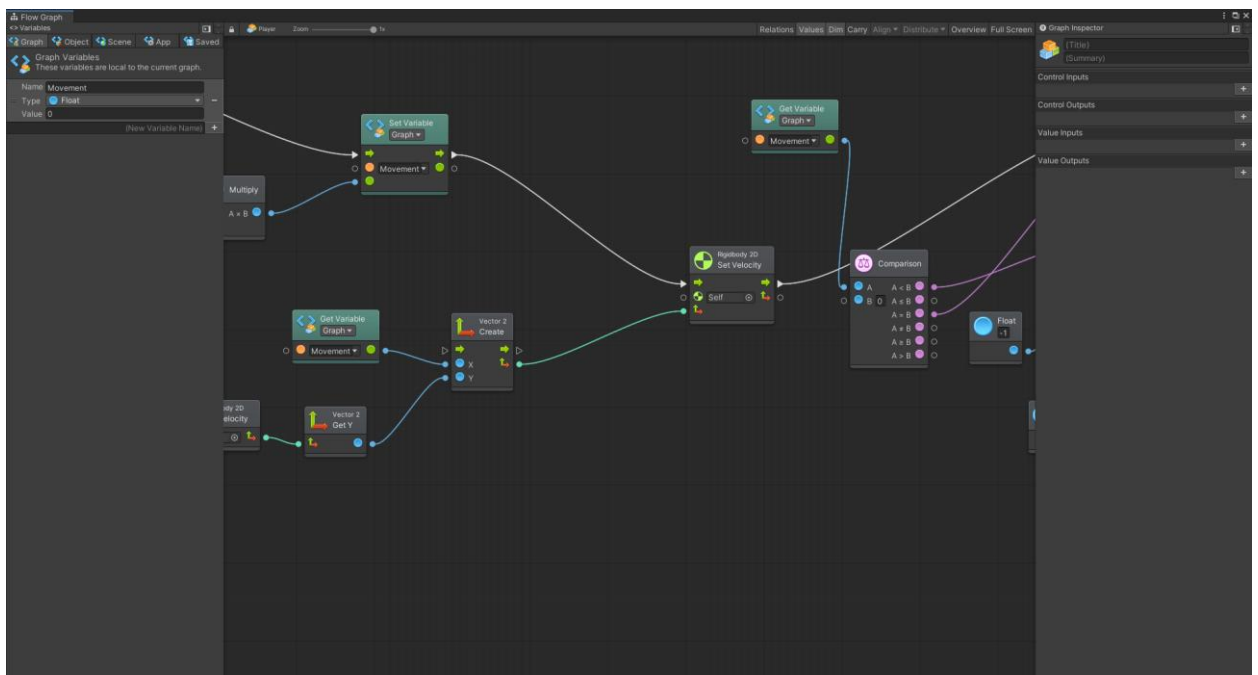 Flow Graph
<> Variables
Graph Object Scene App Saved
Graph Variables
These variables are local to the current graph.
Name Movement
Type Float
Value 0
(New Variable Name) +
Player Zoom 1x
Relations Values Dim Carry Align Distribute Overview Full Screen
Graph Inspector
(Title)
(Summary)
Control Inputs
+
Control Outputs
+
Value Inputs
+
Value Outputs
+
Set Variable
Graph
Movement
Multiply
A × B
Get Variable
Graph
Movement
Rigidbody 2D
Set Velocity
Self
Comparison
A A < B
B 0 A ≤ B
A = B
A ≠ B
A ≥ B
A > B
Float
-1
Get Variable
Graph
Movement
Vector 2
Create
X
Y
ody 2D
elocity
Vector 2
Get Y